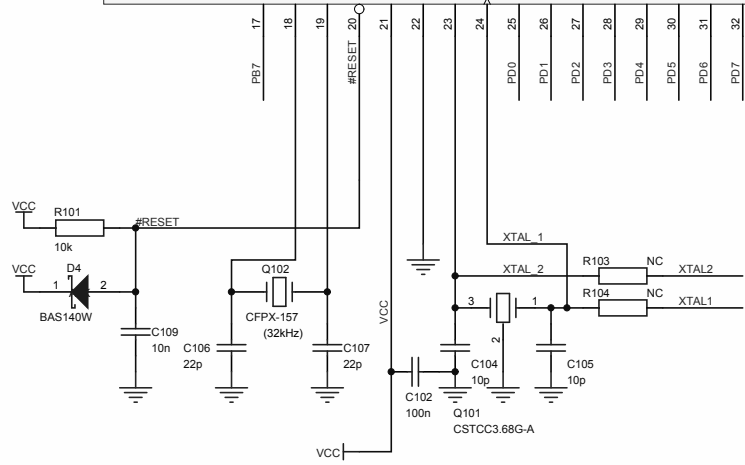 17
18
19
20
21
22
23
24
25
26
27
28
29
30
31
32
PB7
#RESET
PD0
PD1
PD2
PD3
PD4
PD5
PD6
PD7
VCC
R101
#RESET
10k
XTAL_1
VCC
D4
1
2
BAS140W
Q102
CFPX-157
(32kHz)
XTAL_2
R103
NC
XTAL2
R104
NC
XTAL1
3
1
2
VCC
C109
10n
C106
22p
C107
22p
C104
10p
C105
10p
C102
100n
Q101
CSTCC3.68G-A
VCC